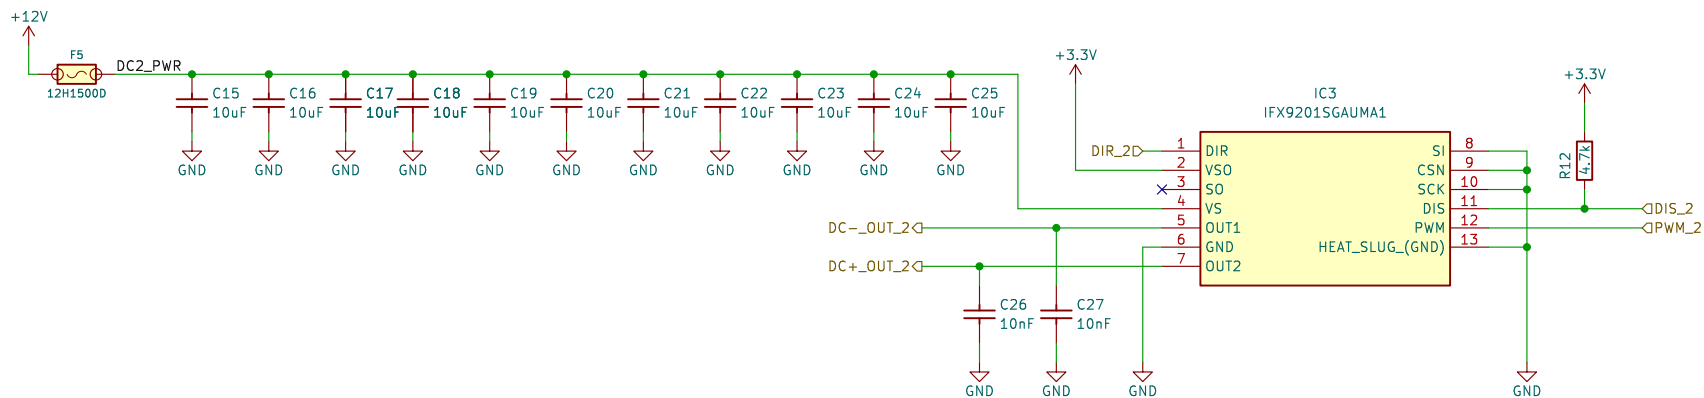 +12V
F5
12H1500D
DC2_PWR
C15
10uF
GND
C16
10uF
GND
C17
10uF
GND
C18
10uF
GND
C19
10uF
GND
C20
10uF
GND
C21
10uF
GND
C22
10uF
GND
C23
10uF
GND
C24
10uF
GND
C25
10uF
GND
+3.3V
IC3
IFX9201SGAUMA1
DIR_2
1 DIR
2 VSO
3 SO
4 VS
DC-_OUT_2
5 OUT1
6 GND
DC+_OUT_2
7 OUT2
SI 8
CSN 9
SCK 10
DIS 11
PWM 12
HEAT_SLUG_(GND) 13
+3.3V
R12
4.7k
DIS_2
PWM_2
C26
10nF
GND
C27
10nF
GND
GND
GND